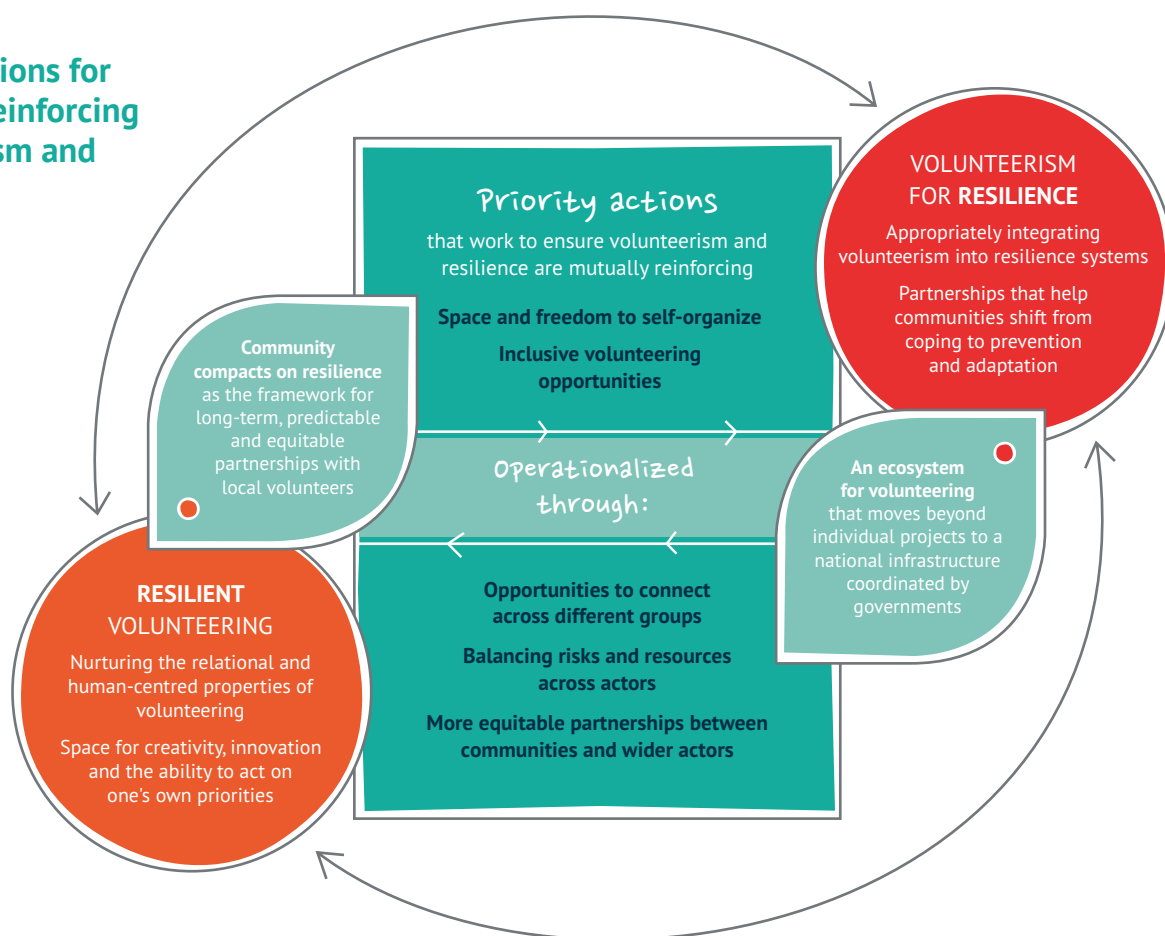 ions for
einforcing
sm and
Priority actions
that work to ensure volunteerism and
resilience are mutually reinforcing
Space and freedom to self-organize
Inclusive volunteering
opportunities
Operationalized
through:
Opportunities to connect
across different groups
Balancing risks and resources
across actors
More equitable partnerships between
communities and wider actors
VOLUNTEERISM
FOR RESILIENCE
Appropriately integrating
volunteerism into resilience systems
Partnerships that help
communities shift from
coping to prevention
and adaptation
Community
compacts on resilience
as the framework for
long-term, predictable
and equitable
partnerships with
local volunteers
An ecosystem
for volunteering
that moves beyond
individual projects to a
national infrastructure
coordinated by
governments
RESILIENT
VOLUNTEERING
Nurturing the relational and
human-centred properties of
volunteering
Space for creativity, innovation
and the ability to act on
one's own priorities